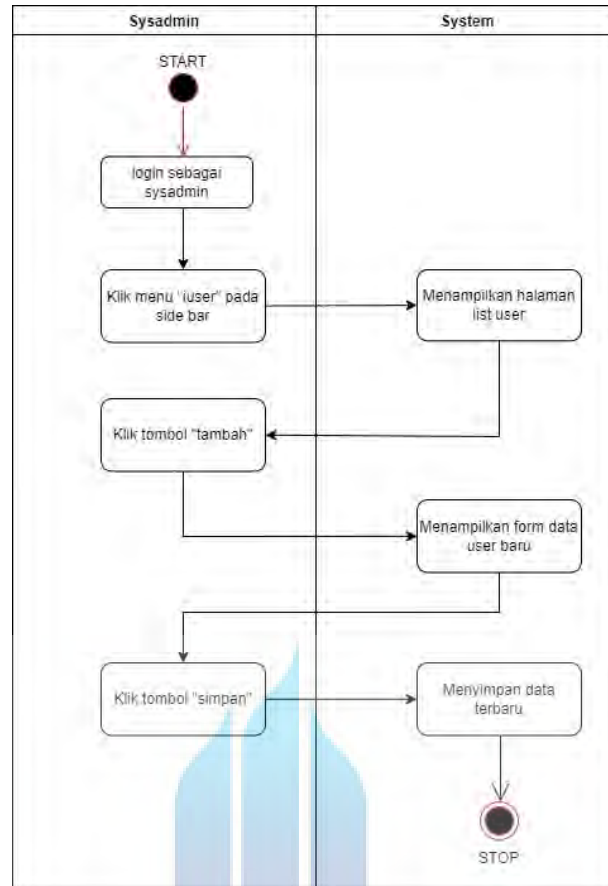 Sysadmin
System
START
login sebagai
sysadmin
Klik menu "iuser" pada
side bar
Menampilkan halaman
list user
Klik tombol "tambah"
Menampilkan form data
user baru
Klik tombol "simpan"
Menyimpan data
terbaru
STOP